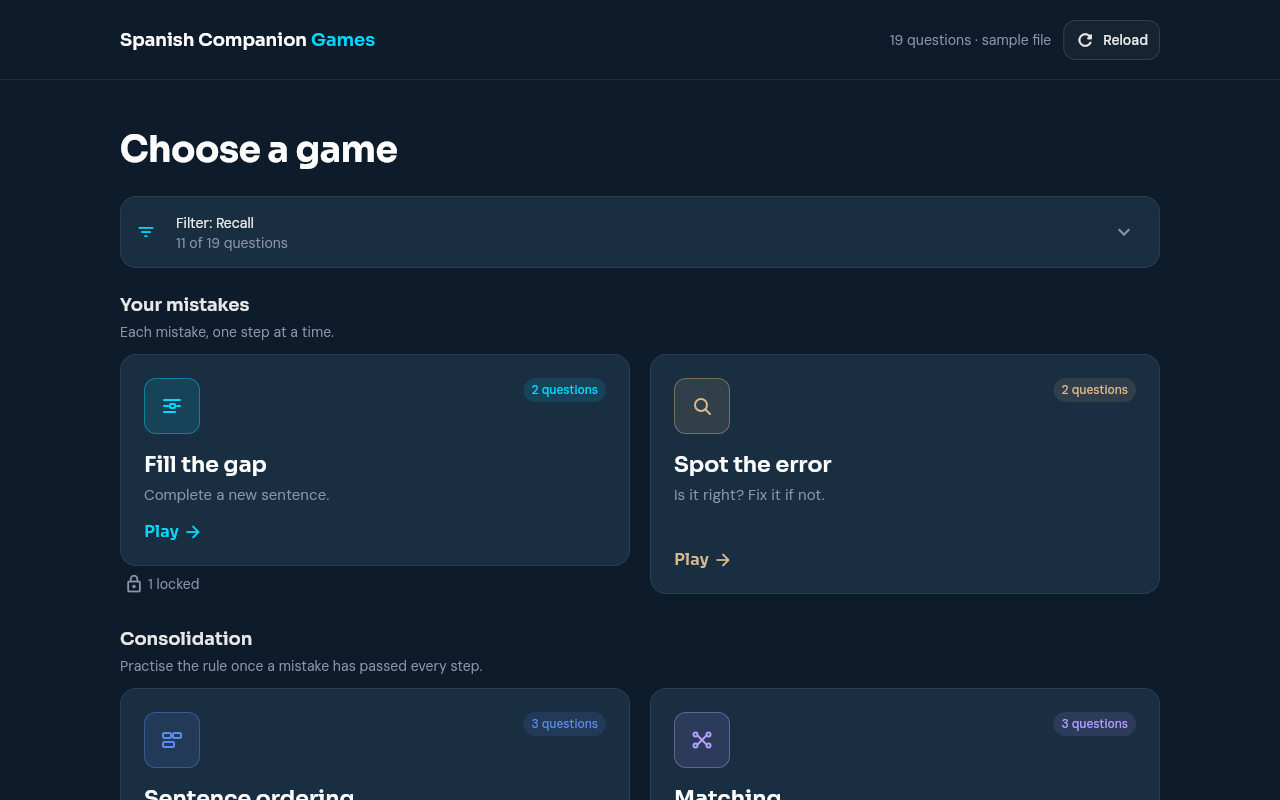 Spanish Companion Games
19 questions · sample file
Reload
Choose a game
Filter: Recall
11 of 19 questions
Your mistakes
Each mistake, one step at a time.
2 questions
Fill the gap
Complete a new sentence.
Play →
1 locked
2 questions
Spot the error
Is it right? Fix it if not.
Play →
Consolidation
Practise the rule once a mistake has passed every step.
3 questions
Sentence ordering
3 questions
Matching